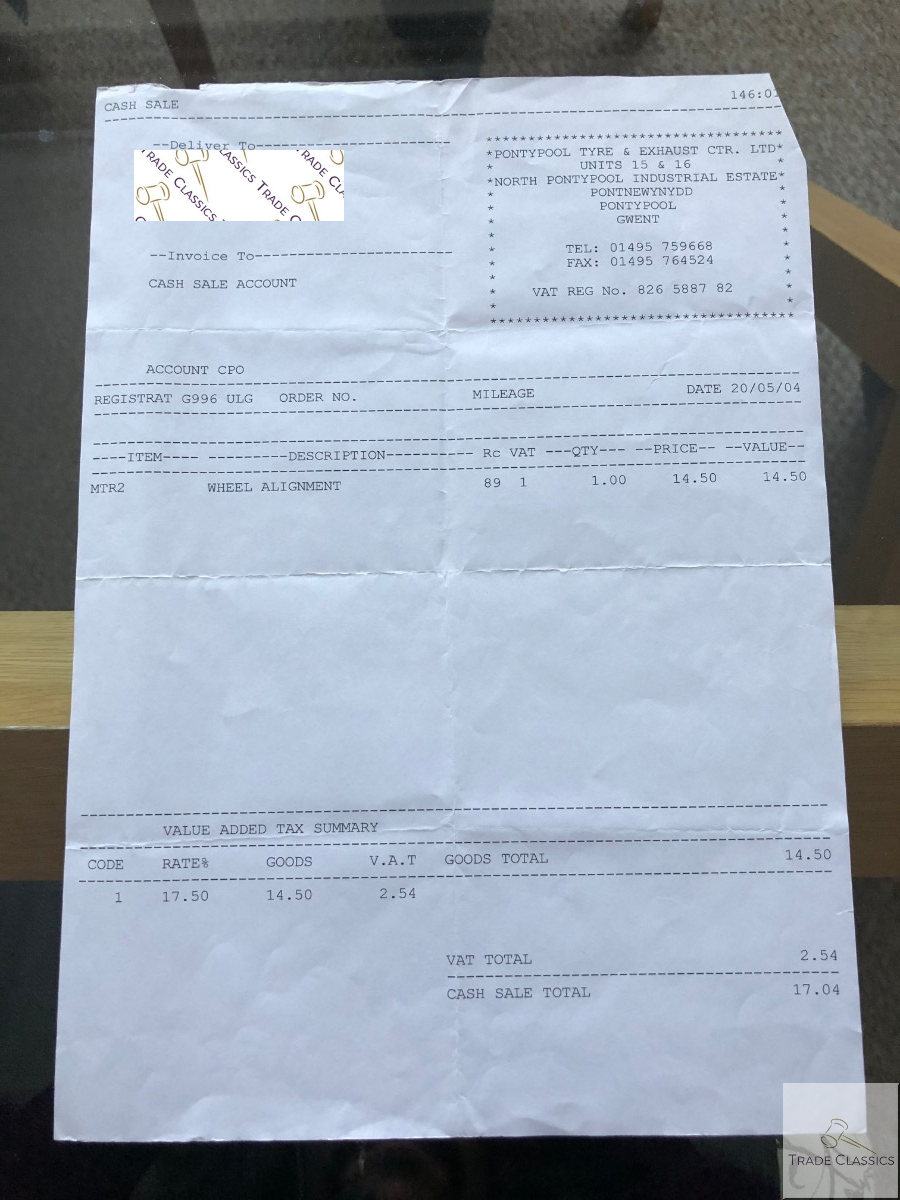 CASH SALE
146:01
--Deliver To----------------------
TRADE CLASSICS TRADE CLASSICS TRADE CLA
**********************************
*PONTYPOOL TYRE & EXHAUST CTR. LTD*
* UNITS 15 & 16 *
*NORTH PONTYPOOL INDUSTRIAL ESTATE*
* PONTNEWYNYDD *
* PONTYPOOL *
* GWENT *
* *
* TEL: 01495 759668 *
* FAX: 01495 764524 *
* *
* VAT REG No. 826 5887 82 *
* *
**********************************
--Invoice To-----------------------
CASH SALE ACCOUNT
ACCOUNT CPO
REGISTRAT G996 ULG ORDER NO. MILEAGE DATE 20/05/04
----ITEM---- ---------DESCRIPTION---------- Rc VAT ---QTY--- --PRICE-- --VALUE--
MTR2 WHEEL ALIGNMENT 89 1 1.00 14.50 14.50
VALUE ADDED TAX SUMMARY
CODE RATE% GOODS V.A.T GOODS TOTAL 14.50
1 17.50 14.50 2.54
VAT TOTAL 2.54
CASH SALE TOTAL 17.04
TRADE CLASSICS